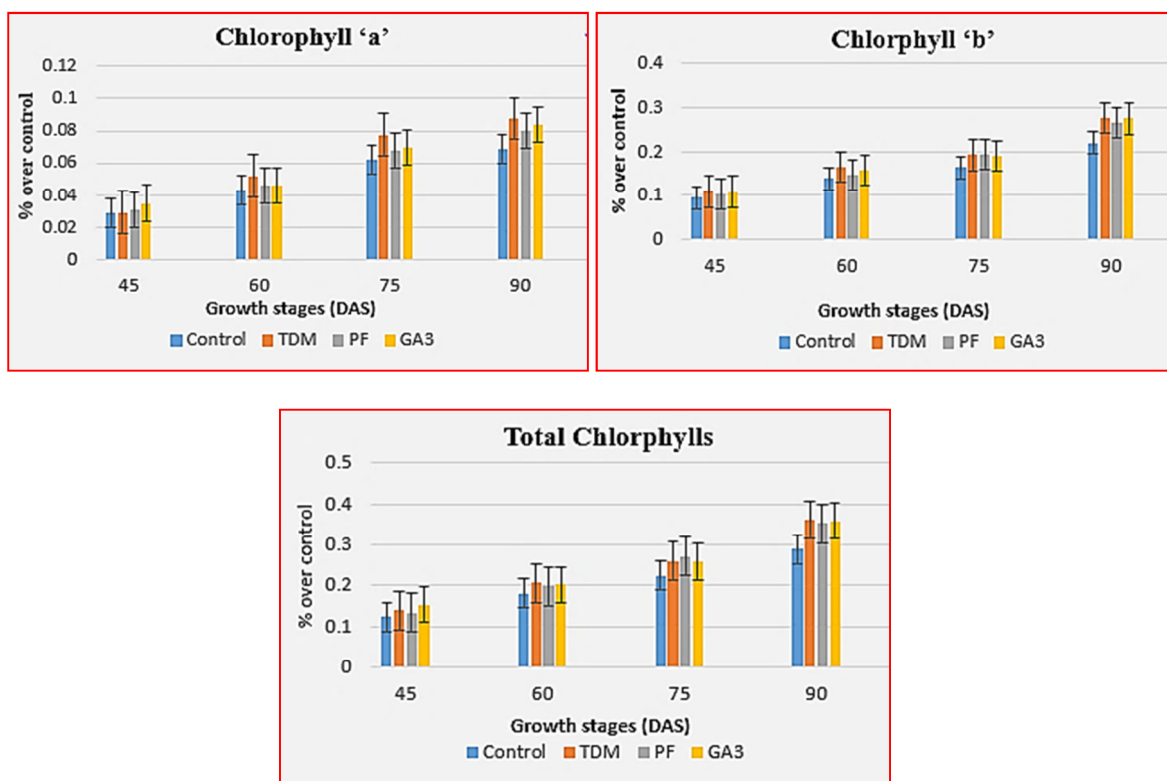 Chlorophyll ‘a’
% over control
0.12
0.1
0.08
0.06
0.04
0.02
0
45 60 75 90
Growth stages (DAS)
Control TDM PF GA3
Chlorphyll ‘b’
% over control
0.4
0.3
0.2
0.1
0
45 60 75 90
Growth stages (DAS)
Control TDM PF GA3
Total Chlorphylls
% over control
0.5
0.4
0.3
0.2
0.1
0
45 60 75 90
Growth stages (DAS)
Control TDM PF GA3